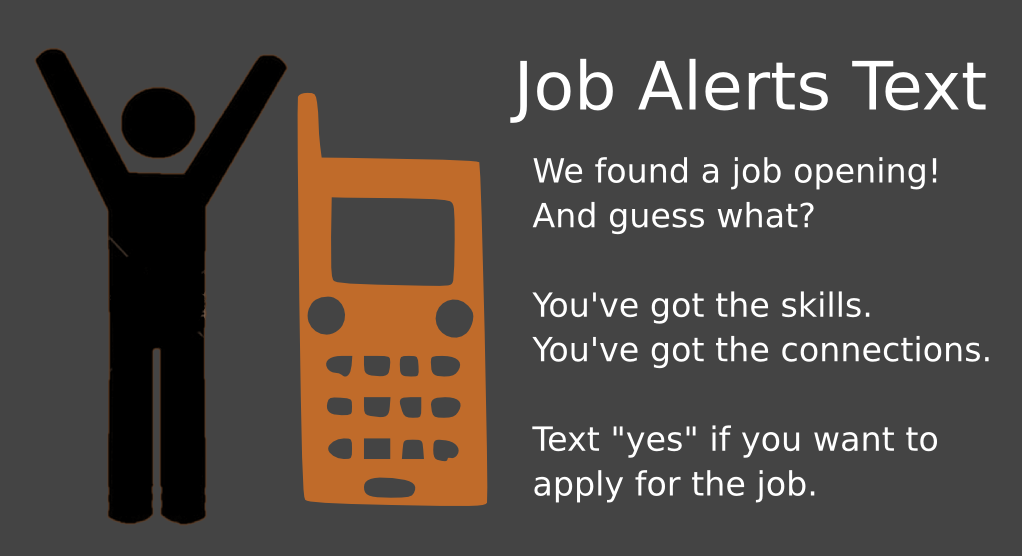 Job Alerts Text
We found a job opening!
And guess what?
You've got the skills.
You've got the connections.
Text "yes" if you want to
apply for the job.